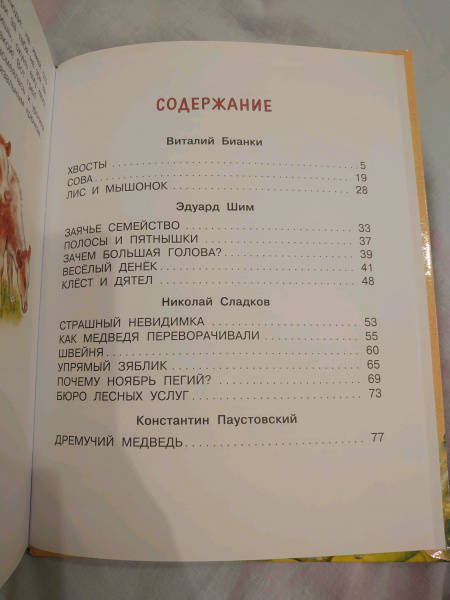 СОДЕРЖАНИЕ
Виталий Бианки
ХВОСТЫ 5
СОВА 19
ЛИС И МЫШОНОК 28
Эдуард Шим
ЗАЯЧЬЕ СЕМЕЙСТВО 33
ПОЛОСЫ И ПЯТНЫШКИ 37
ЗАЧЕМ БОЛЬШАЯ ГОЛОВА? 39
ВЕСЁЛЫЙ ДЕНЁК 41
КЛЁСТ И ДЯТЕЛ 48
Николай Сладков
СТРАШНЫЙ НЕВИДИМКА 53
КАК МЕДВЕДЯ ПЕРЕВОРАЧИВАЛИ 55
ШВЕЙНЯ 60
УПРЯМЫЙ ЗЯБЛИК 65
ПОЧЕМУ НОЯБРЬ ПЕГИЙ? 69
БЮРО ЛЕСНЫХ УСЛУГ 73
Константин Паустовский
ДРЕМУЧИЙ МЕДВЕДЬ 77